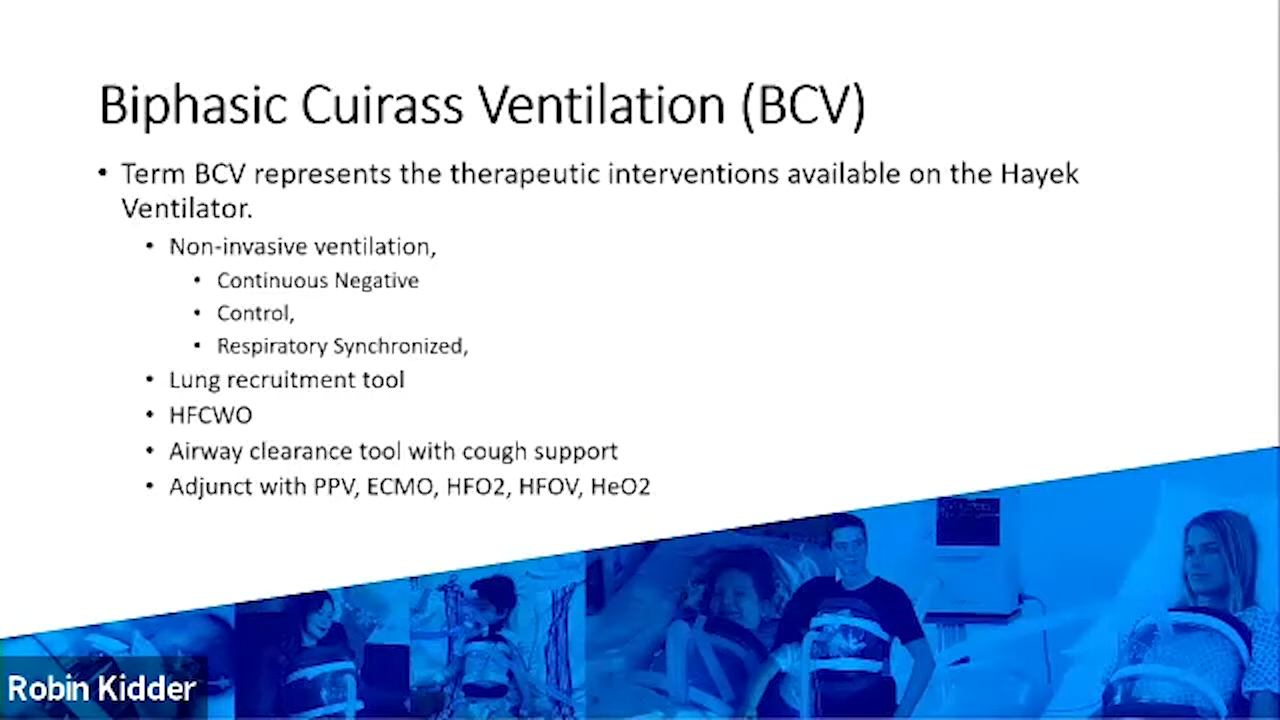 Biphasic Cuirass Ventilation (BCV)
• Term BCV represents the therapeutic interventions available on the Hayek
Ventilator.
• Non-invasive ventilation,
• Continuous Negative
• Control,
• Respiratory Synchronized,
• Lung recruitment tool
• HFCWO
• Airway clearance tool with cough support
• Adjunct with PPV, ECMO, HFO2, HFOV, HeO2
Robin Kidder